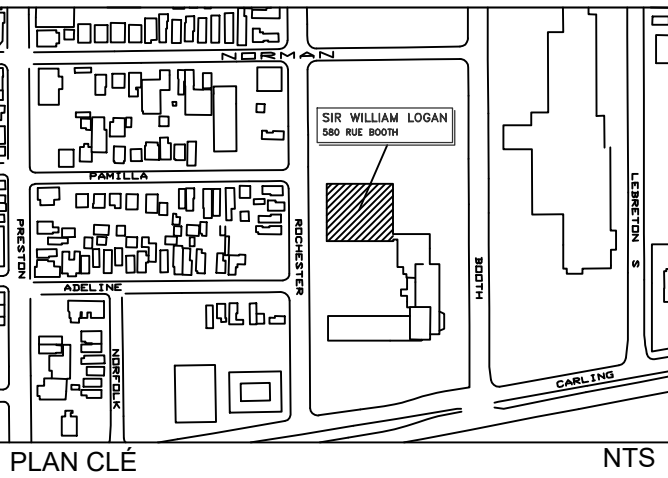 NORMAN
SIR WILLIAM LOGAN
580 RUE BOOTH
PAMILLA
PRESTON
ROCHESTER
LEBRETON S
BOOTH
ADELINE
NORFOLK
CARLING
PLAN CLÉ
NTS